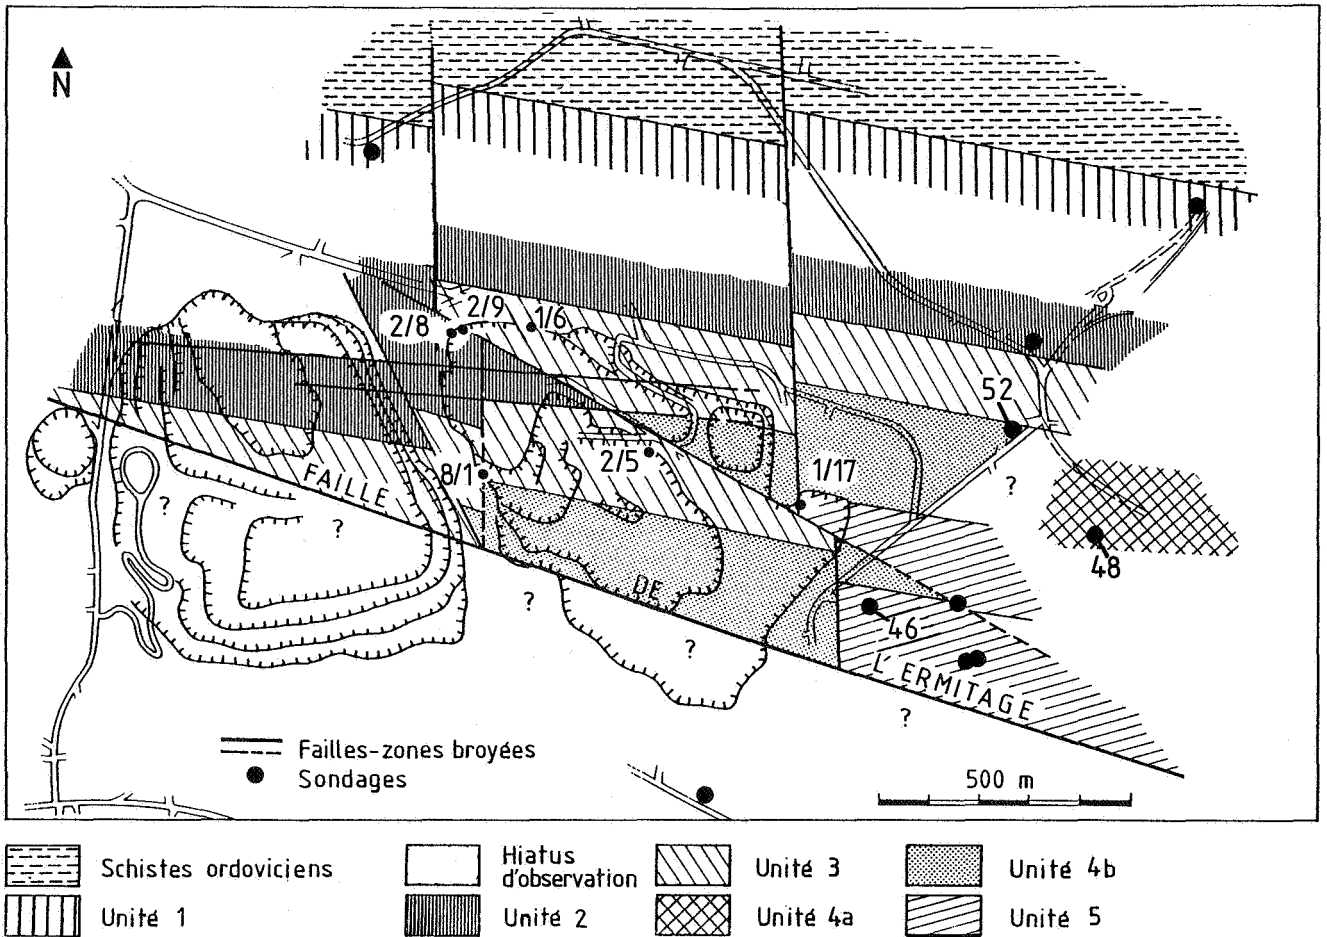 N
2/9
2/8
1/6
52
2/5
8/1
1/17
FAILLE
?
?
?
48
DE
?
46
?
L'ERMITAGE
?
Failles-zones broyées
Sondages
500 m
Schistes ordoviciens
Hiatus
d'observation
Unité 3
Unité 4b
Unité 1
Unité 2
Unité 4a
Unité 5